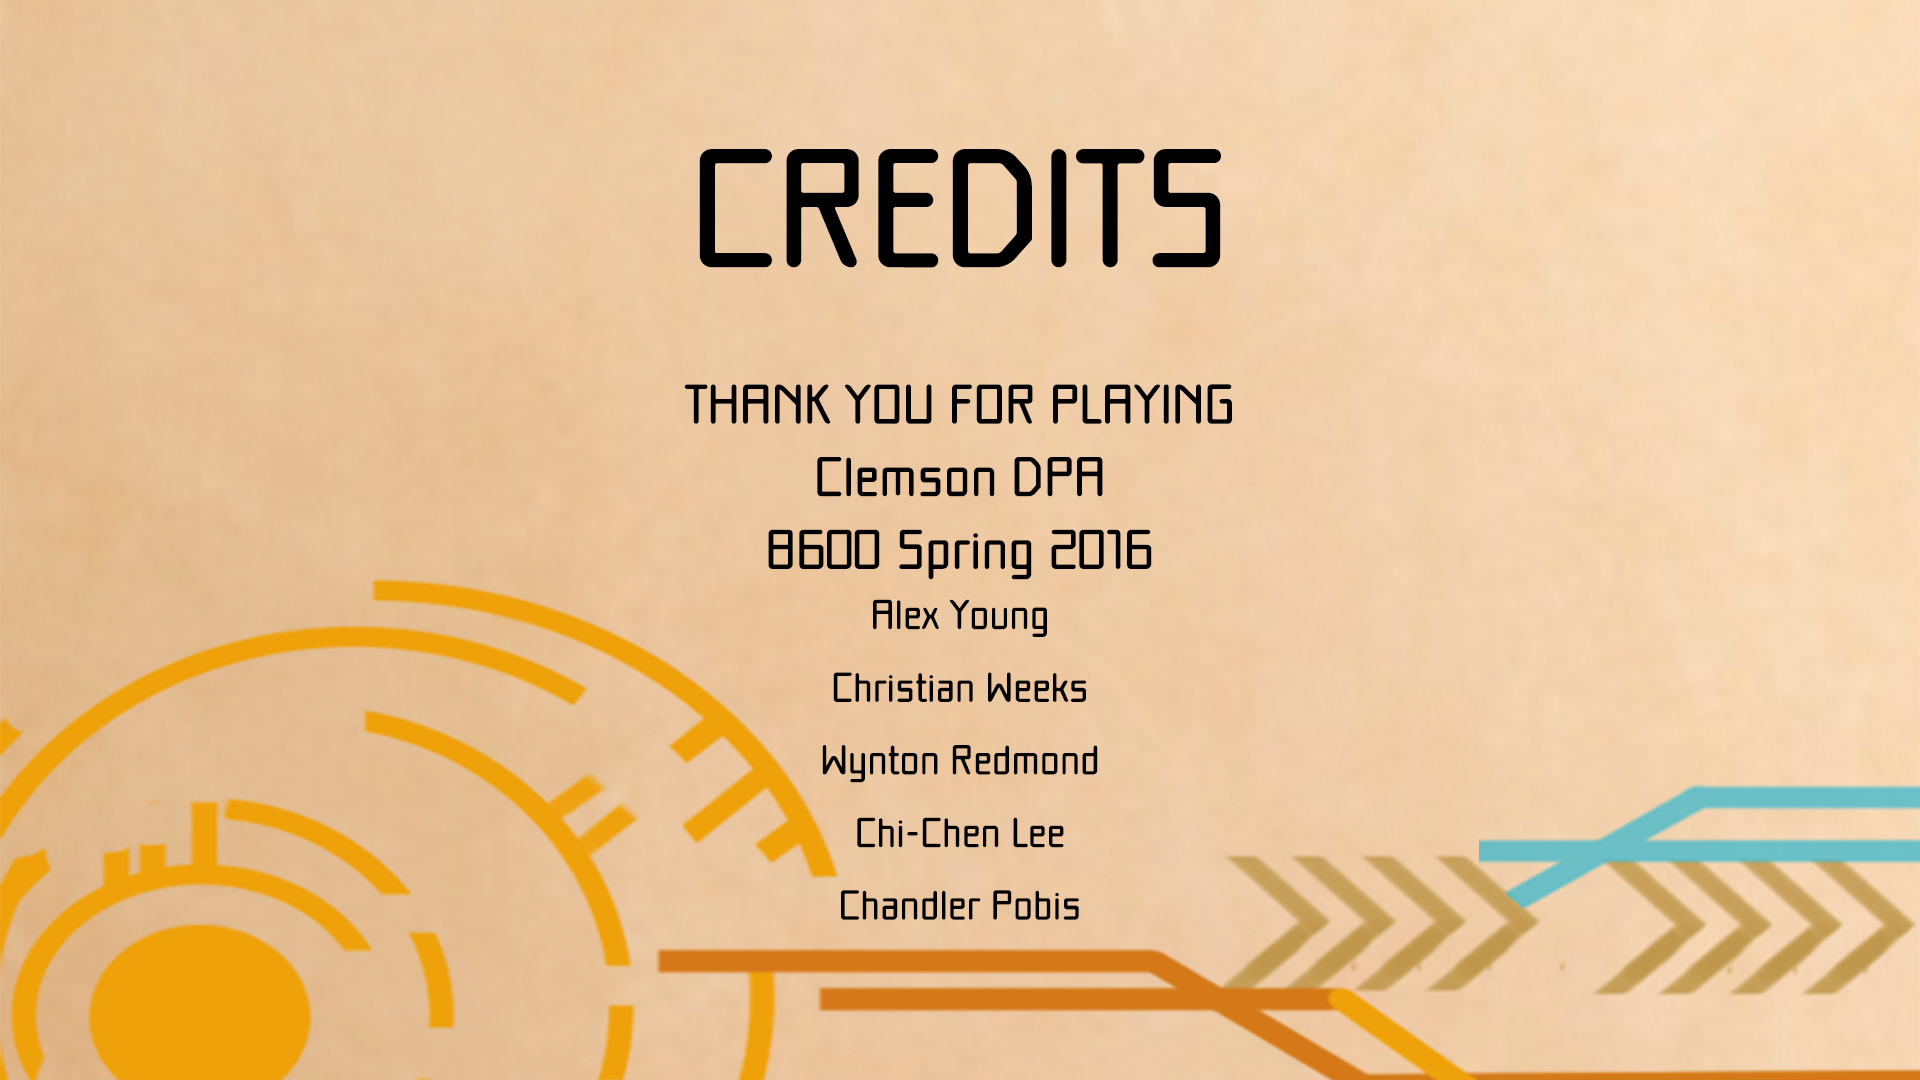 CREDITS
THANK YOU FOR PLAYING
Clemson DPA
8600 Spring 2016
Alex Young
Christian Weeks
Wynton Redmond
Chi-Chen Lee
Chandler Pobis